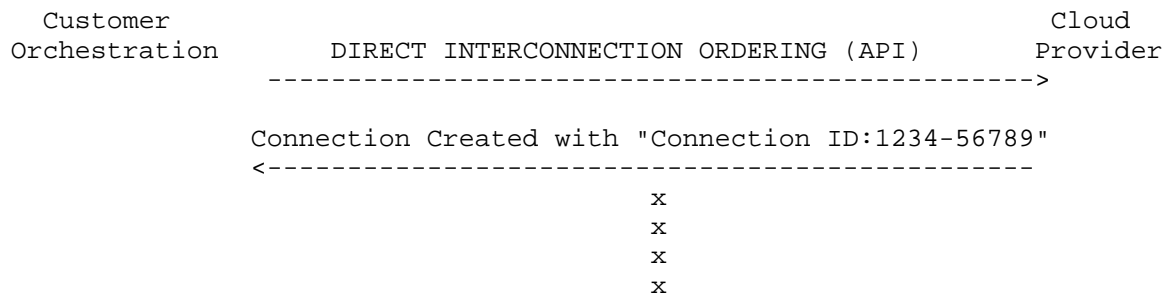 Customer Cloud
Orchestration DIRECT INTERCONNECTION ORDERING (API) Provider
------------------------------------------------>
Connection Created with "Connection ID:1234-56789"
<------------------------------------------------
x
x
x
x